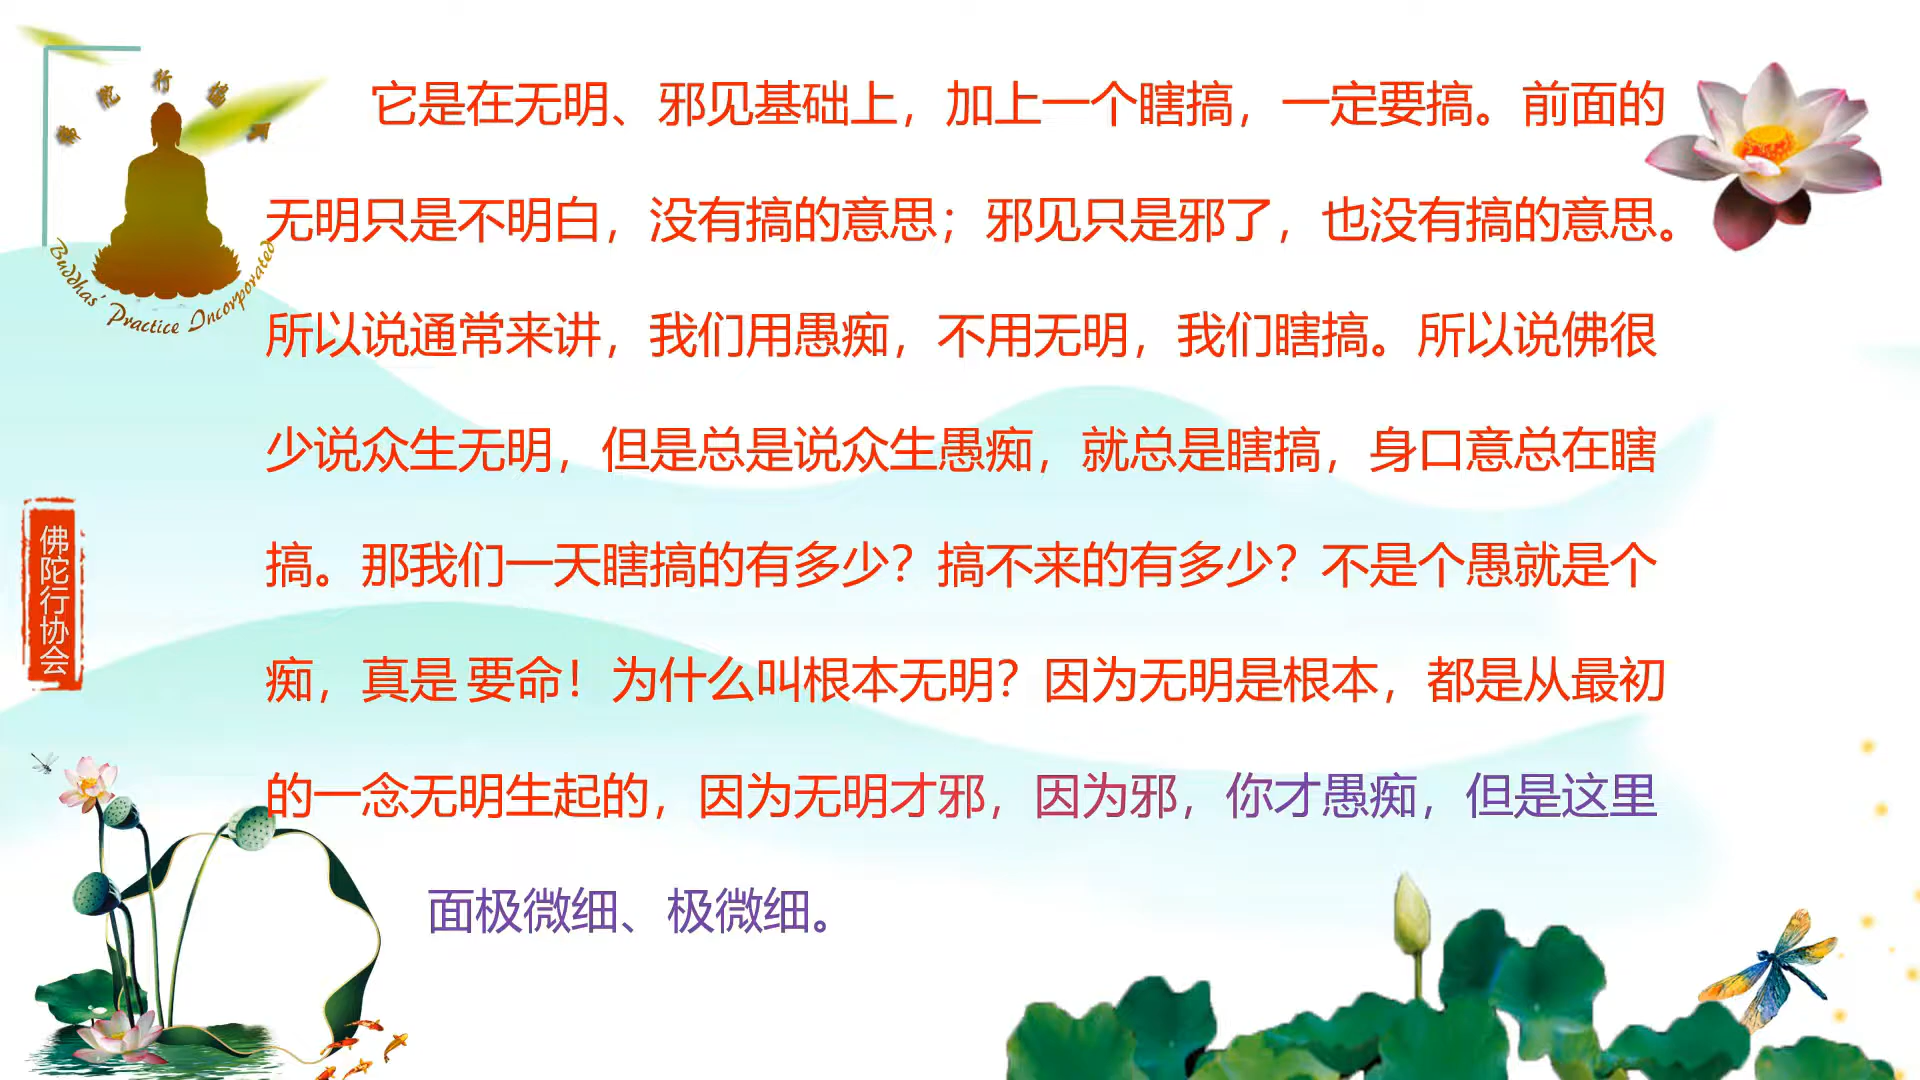 佛陀行协会
Buddhas' Practice Incorporated
它是在无明、邪见基础上，加上一个瞎搞，一定要搞。前面的
无明只是不明白，没有搞的意思；邪见只是邪了，也没有搞的意思。
所以说通常来讲，我们用愚痴，不用无明，我们瞎搞。所以说佛很
少说众生无明，但是总是说众生愚痴，就总是瞎搞，身口意总在瞎
搞。那我们一天瞎搞的有多少？搞不来的有多少？不是个愚就是个
痴，真是 要命！为什么叫根本无明？因为无明是根本，都是从最初
的一念无明生起的，因为无明才邪，因为邪，你才愚痴，但是这里
面极微细、极微细。